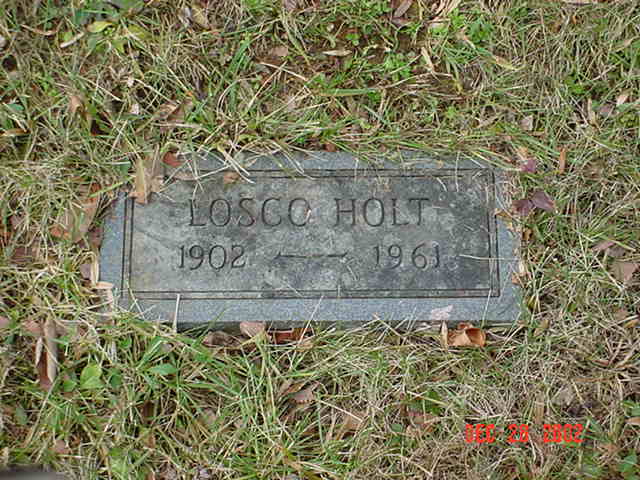 LOSCO HOLT
1902 — — 1961
DEC 28 2002